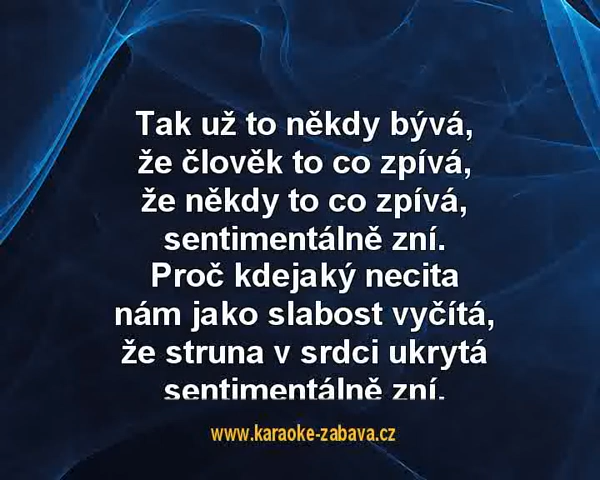 Tak už to někdy bývá,
že člověk to co zpívá,
že někdy to co zpívá,
sentimentálně zní.
Proč kdejaký necita
nám jako slabost vyčítá,
že struna v srdci ukrytá
sentimentálně zní.
www.karaoke-zabava.cz